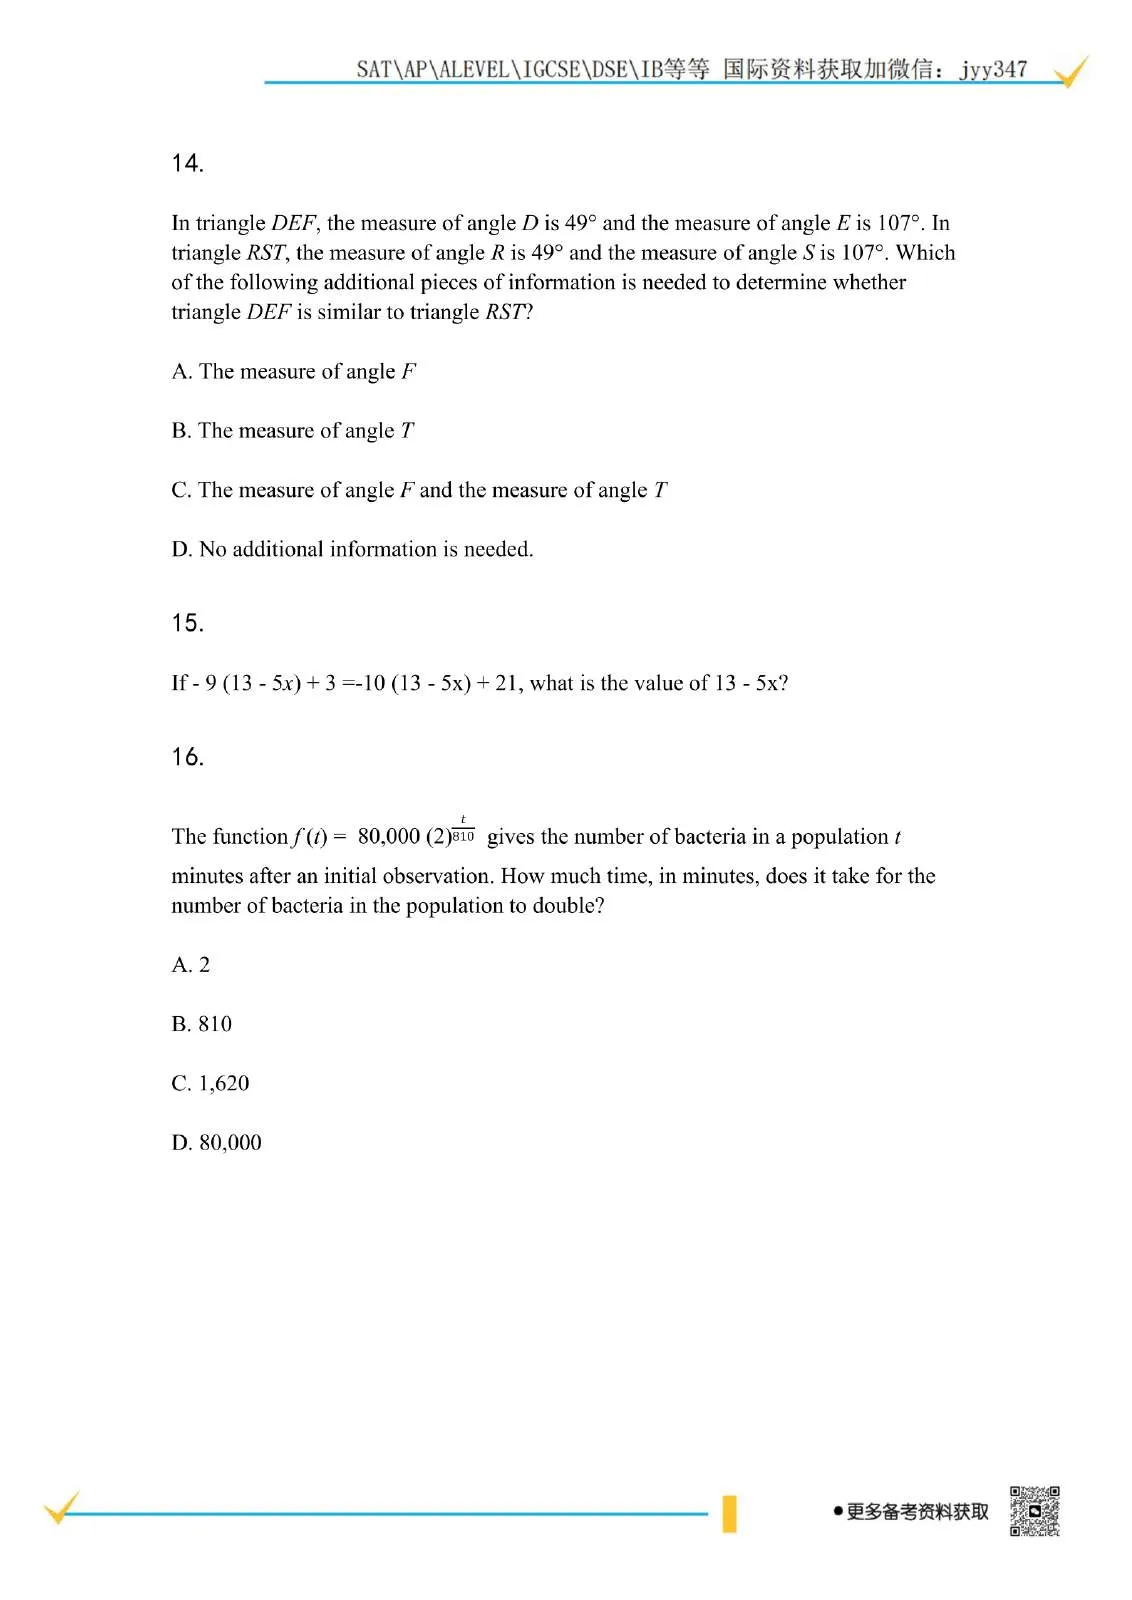 SAT\AP\ALEVEL\IGCSE\DSE\IB等等 国际资料获取加微信：jyy347
14.
In triangle DEF, the measure of angle D is 49° and the measure of angle E is 107°. In
triangle RST, the measure of angle R is 49° and the measure of angle S is 107°. Which
of the following additional pieces of information is needed to determine whether
triangle DEF is similar to triangle RST?
A. The measure of angle F
B. The measure of angle T
C. The measure of angle F and the measure of angle T
D. No additional information is needed.
15.
If - 9 (13 - 5x) + 3 =-10 (13 - 5x) + 21, what is the value of 13 - 5x?
16.
The function f (t) = 80,000 (2)^(t/810) gives the number of bacteria in a population t
minutes after an initial observation. How much time, in minutes, does it take for the
number of bacteria in the population to double?
A. 2
B. 810
C. 1,620
D. 80,000
●更多备考资料获取